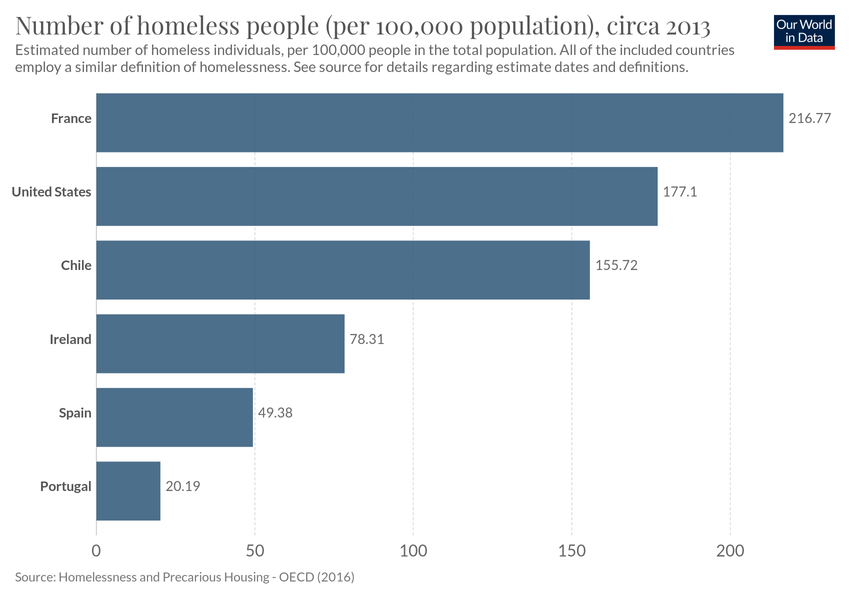 Number of homeless people (per 100,000 population), circa 2013
Our World
in Data
Estimated number of homeless individuals, per 100,000 people in the total population. All of the included countries
employ a similar definition of homelessness. See source for details regarding estimate dates and definitions.
France 216.77
United States 177.1
Chile 155.72
Ireland 78.31
Spain 49.38
Portugal 20.19
0 50 100 150 200
Source: Homelessness and Precarious Housing - OECD (2016)